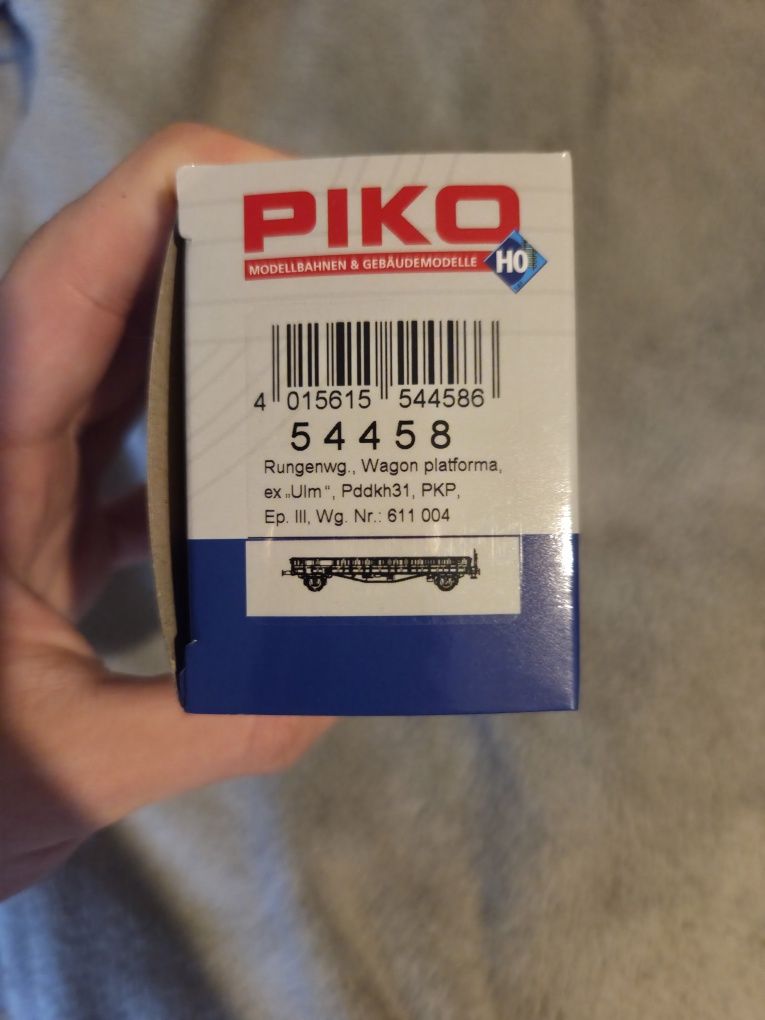 PIKO
MODELLBAHNEN & GEBÄUDEMODELLE
H0
4 015615 544586
54458
Rungenwg., Wagon platforma,
ex „Ulm“, Pddkh31, PKP,
Ep. III, Wg. Nr.: 611 004